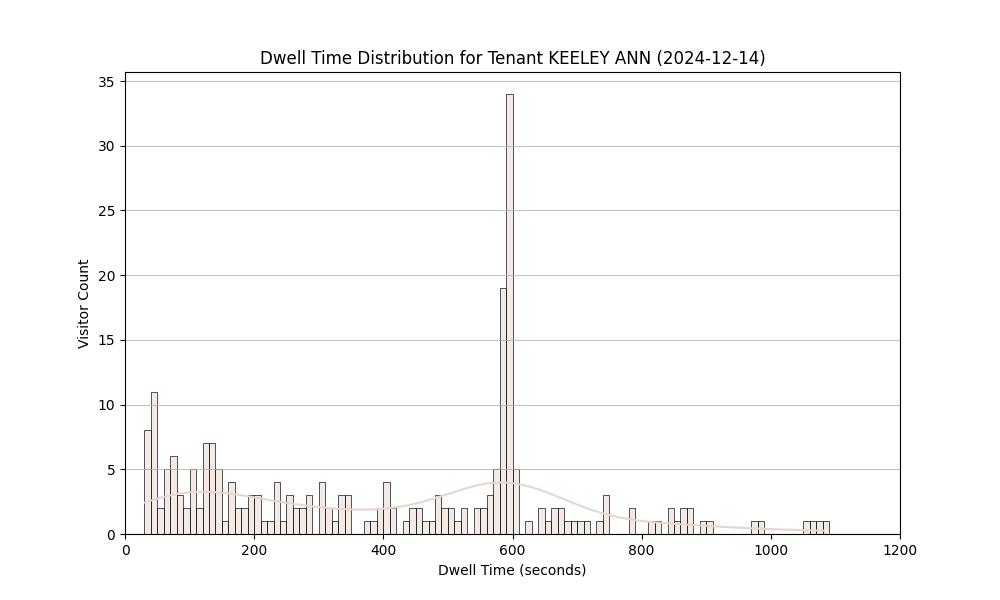 Dwell Time Distribution for Tenant KEELEY ANN (2024-12-14)
35
30
25
20
15
10
5
0
Visitor Count
0 200 400 600 800 1000 1200
Dwell Time (seconds)